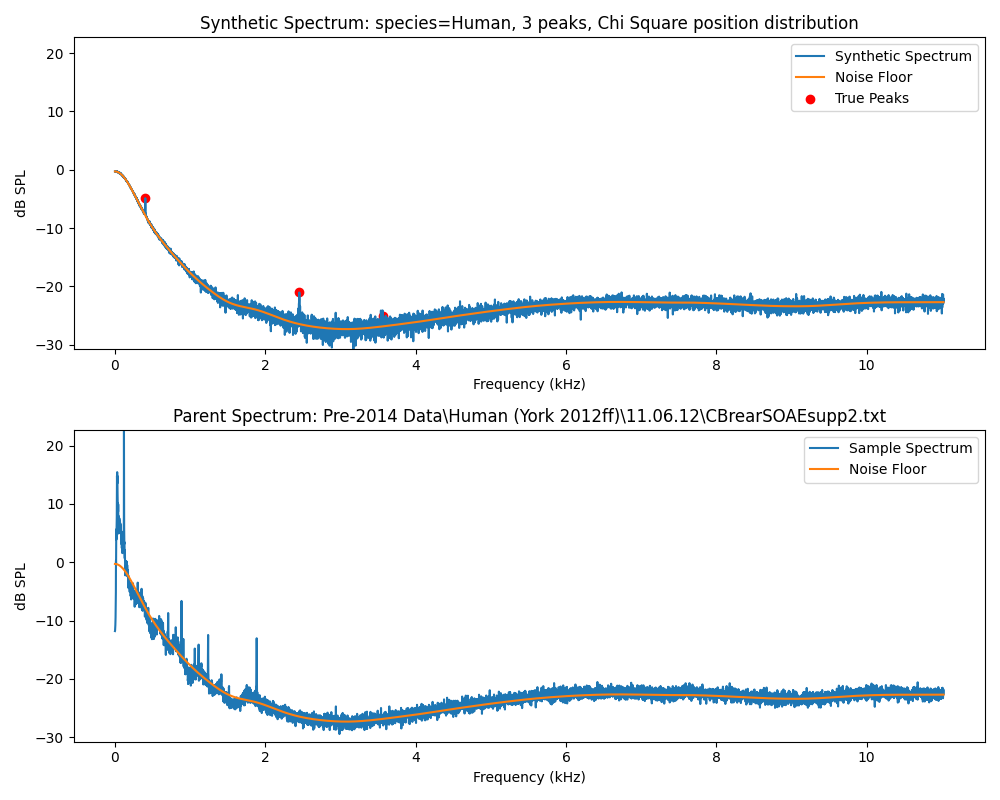 Synthetic Spectrum: species=Human, 3 peaks, Chi Square position distribution
20
10
0
−10
−20
−30
dB SPL
Synthetic Spectrum
Noise Floor
True Peaks
0 2 4 6 8 10
Frequency (kHz)
Parent Spectrum: Pre-2014 Data\Human (York 2012ff)\11.06.12\CBrearSOAEsupp2.txt
20
10
0
−10
−20
−30
dB SPL
Sample Spectrum
Noise Floor
0 2 4 6 8 10
Frequency (kHz)